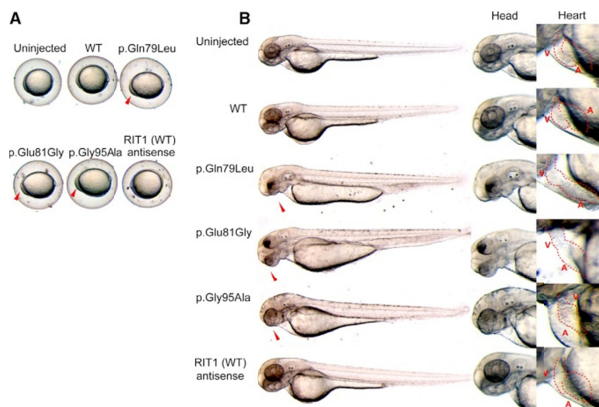 A
Uninjected
WT
p.Gln79Leu
p.Glu81Gly
p.Gly95Ala
RIT1 (WT)
antisense
B
Head
Heart
Uninjected
V
A
WT
V
A
p.Gln79Leu
V
A
p.Glu81Gly
V
A
p.Gly95Ala
V
A
RIT1 (WT)
antisense
V
A